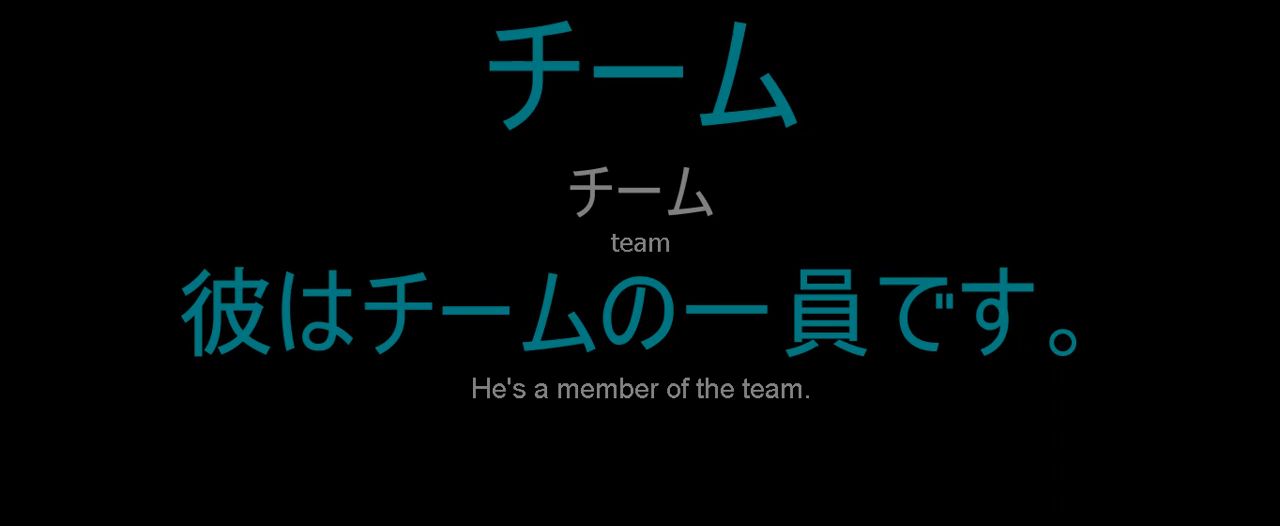 チーム
チーム
team
彼はチームの一員です。
He's a member of the team.